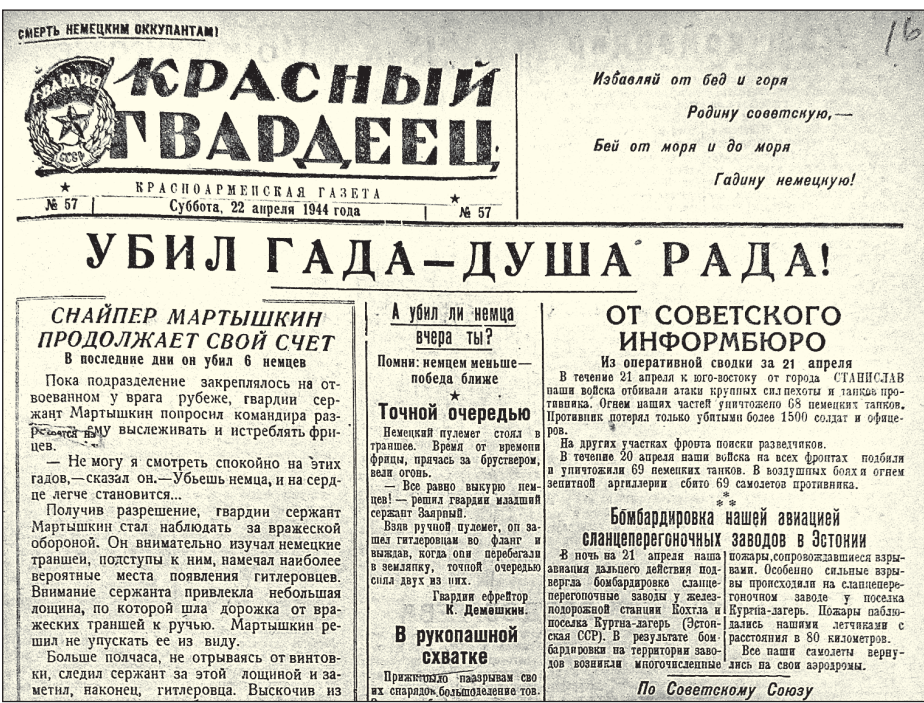 СМЕРТЬ НЕМЕЦКИМ ОККУПАНТАМ!
16
ГВАРДИЯ
СССР
КРАСНЫЙ
ГВАРДЕЕЦ
КРАСНОАРМЕЙСКАЯ ГАЗЕТА
№ 57
Суббота, 22 апреля 1944 года
№ 57
Избавляй от бед и горя
Родину советскую,—
Бей от моря и до моря
Гадину немецкую!
УБИЛ ГАДА—ДУША РАДА!
СНАЙПЕР МАРТЫШКИН
ПРОДОЛЖАЕТ СВОЙ СЧЕТ
В последние дни он убил 6 немцев
Пока подразделение закреплялось на от-
воеванном у врага рубеже, гвардии сер-
жант Мартышкин попросил командира раз-
ему выслеживать и истреблять фри-
цев.
— Не могу я смотреть спокойно на этих
гадов,—сказал он.—Убьешь немца, и на серд-
це легче становится...
Получив разрешение, гвардии сержант
Мартышкин стал наблюдать за вражеской
обороной. Он внимательно изучал немецкие
траншеи, подступы к ним, намечал наиболее
вероятные места появления гитлеровцев.
Внимание сержанта привлекла небольшая
лощина, по которой шла дорожка от вра-
жеских траншей к ручью. Мартышкин ре-
шил не упускать ее из виду.
Больше полчаса, не отрываясь от винтов-
ки, следил сержант за этой лощиной и за-
метил, наконец, гитлеровца. Выскочив из
А убил ли немца
вчера ты?
Помни: немцем меньше—
победа ближе
Точной очередью
Немецкий пулемет стоял в
траншее. Время от времени
фрицы, прячась за бруствером,
вели огонь.
— Все равно выкурю нем-
цев! — решил гвардии младший
сержант Заярный.
Взяв ручной пулемет, он за-
шел гитлеровцам во фланг и
выждав, когда они перебегали
в землянку, точной очередью
снял двух из них.
Гвардии ефрейтор
К. Демешкин.
В рукопашной
схватке
разрывам сво
их снарядов, тов.
ОТ СОВЕТСКОГО
ИНФОРМБЮРО
Из оперативной сводки за 21 апреля
В течение 21 апреля к юго-востоку от города СТАНИСЛАВ
наши войска отбивали атаки крупных сил пехоты и танков про-
тивника. Огнем наших частей уничтожено 68 немецких танков.
Противник потерял только убитыми более 1500 солдат и офице-
ров.
На других участках фронта поиски разведчиков.
В течение 20 апреля наши войска на всех фронтах подбили
и уничтожили 69 немецких танков. В воздушных боях и огнем
зенитной артиллерии сбито 69 самолетов противника.
Бомбардировка нашей авиацией
сланцеперегоночных заводов в Эстонии
В ночь на 21 апреля наша
авиация дальнего действия под-
вергла бомбардировке сланце-
перегоночные заводы у желез-
нодорожной станции Кохтла и
поселка Куртна-лагерь (Эстон-
ская ССР). В результате бом-
бардировки на территории заво-
дов возникли многочисленные
пожары, сопровождавшиеся взры-
вами. Особенно сильные взры-
вы происходили на сланцепере-
гоночном заводе у поселка
Куртна-лагерь. Пожары наблю-
дались нашими летчиками с
расстояния в 80 километров.
Все наши самолеты верну-
лись на свои аэродромы.
По Советскому Союзу